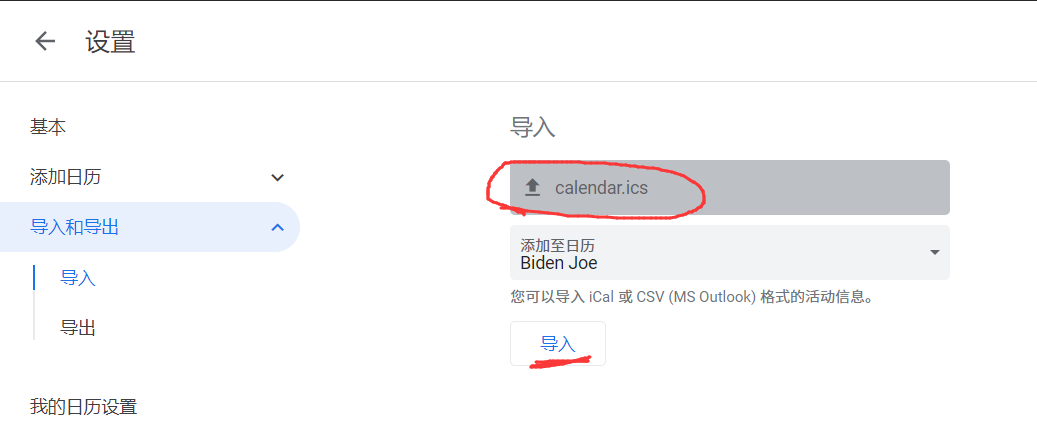 设置
基本
添加日历
导入和导出
导入
导出
我的日历设置
导入
calendar.ics
添加至日历
Biden Joe
您可以导入 iCal 或 CSV (MS Outlook) 格式的活动信息。
导入